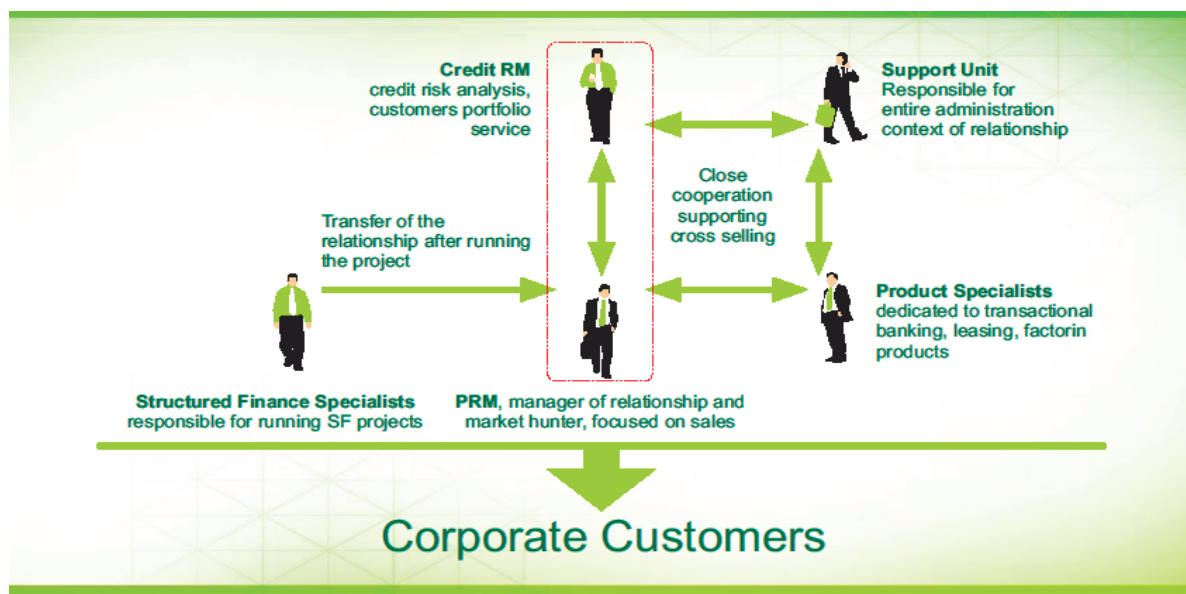 Credit RM
credit risk analysis,
customers portfolio
service
Support Unit
Responsible for
entire administration
context of relationship
Close
cooperation
supporting
cross selling
Transfer of the
relationship after running
the project
Product Specialists
dedicated to transactional
banking, leasing, factorin
products
Structured Finance Specialists
responsible for running SF projects
PRM, manager of relationship and
market hunter, focused on sales
Corporate Customers